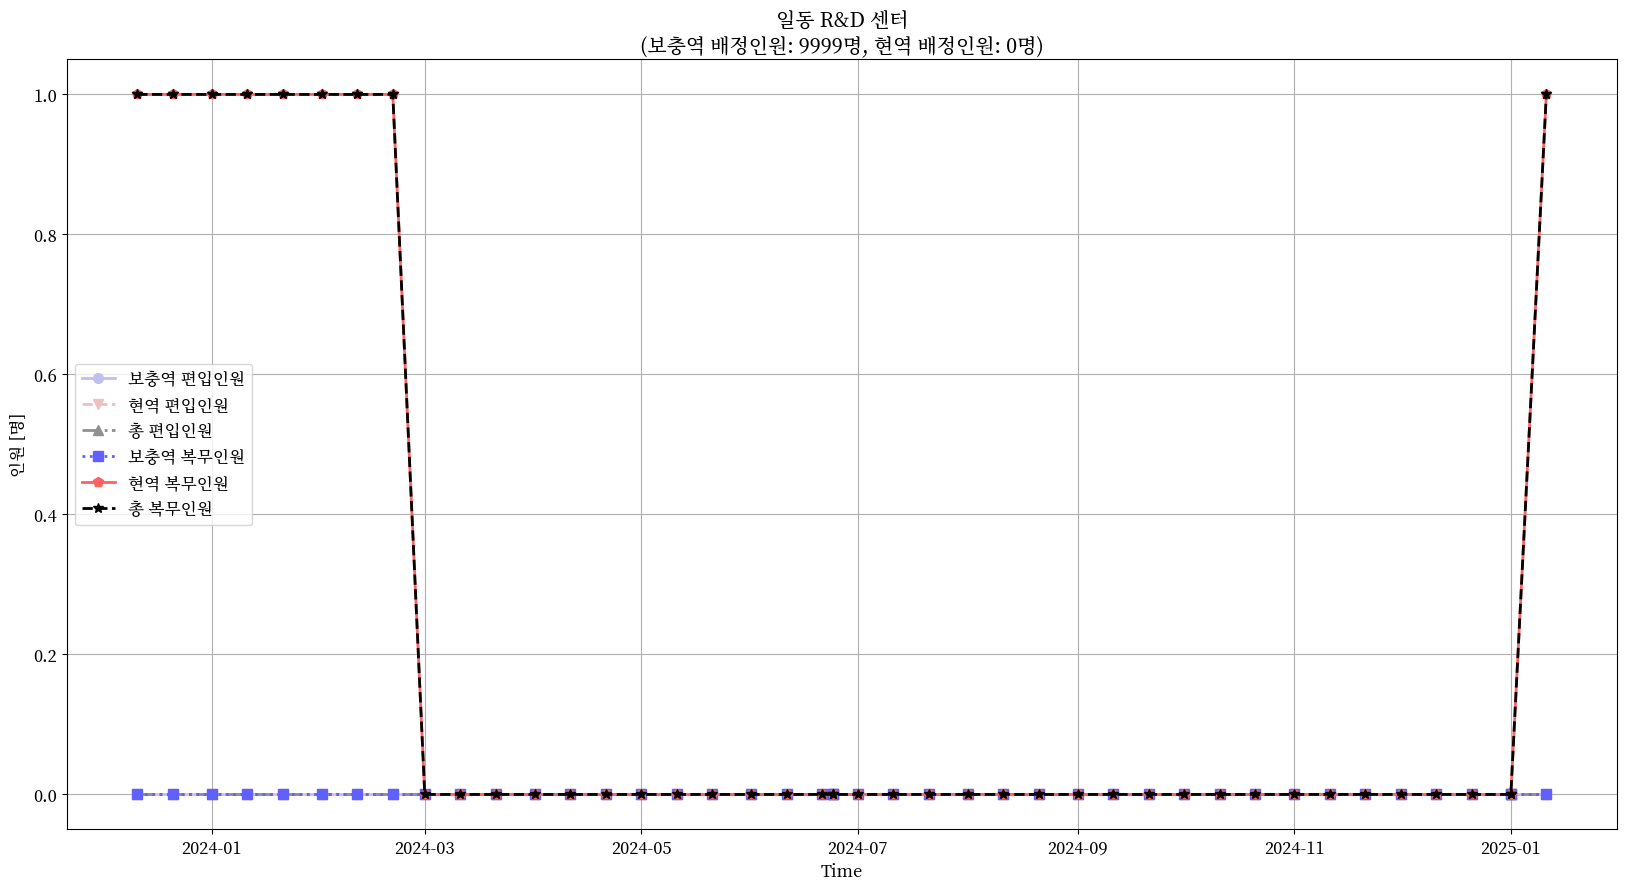 일동 R&D 센터
(보충역 배정인원: 9999명, 현역 배정인원: 0명)
인원 [명]
1.0
0.8
0.6
0.4
0.2
0.0
보충역 편입인원
현역 편입인원
총 편입인원
보충역 복무인원
현역 복무인원
총 복무인원
2024-01
2024-03
2024-05
2024-07
2024-09
2024-11
2025-01
Time